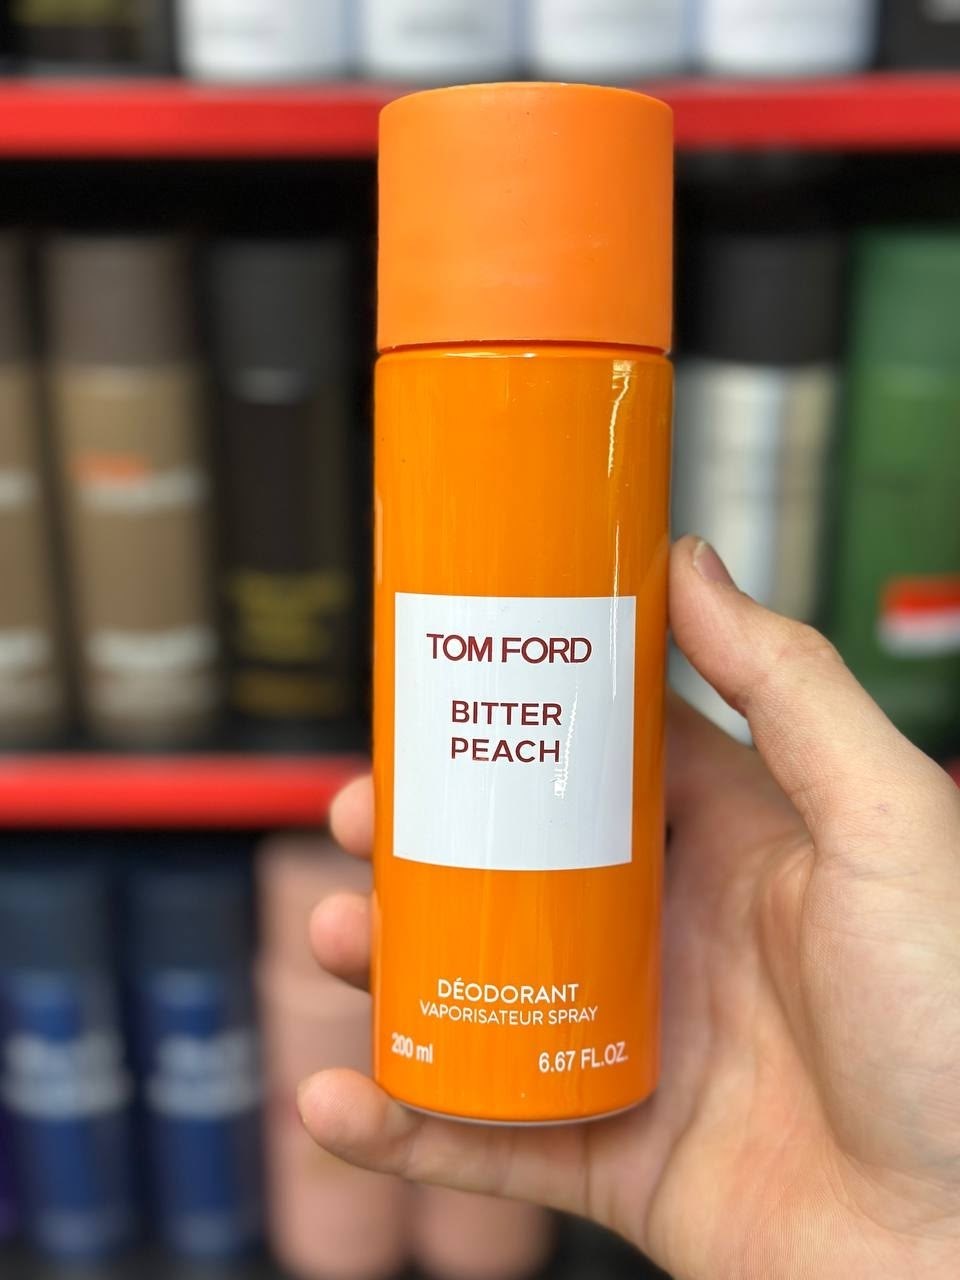 TOM FORD
BITTER
PEACH
DÉODORANT
VAPORISATEUR SPRAY
200 ml
6.67 FL.OZ.